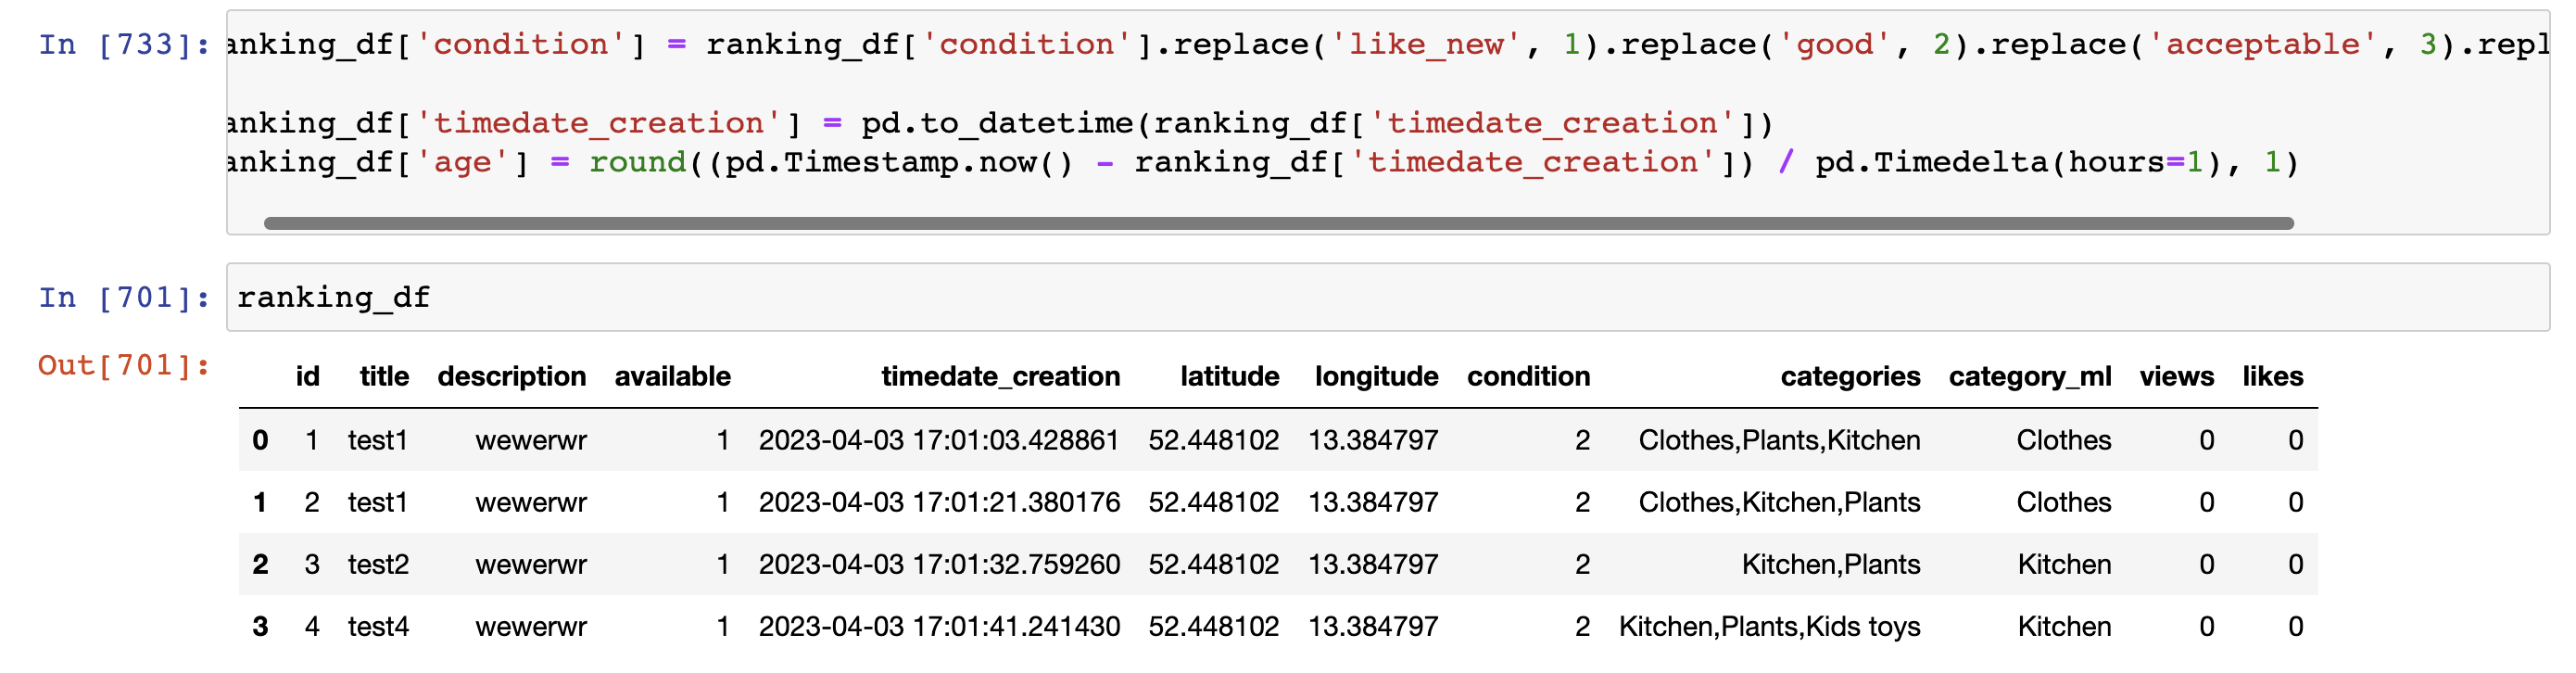 In [733]: anking_df['condition'] = ranking_df['condition'].replace('like_new', 1).replace('good', 2).replace('acceptable', 3).repl
anking_df['timedate_creation'] = pd.to_datetime(ranking_df['timedate_creation'])
anking_df['age'] = round((pd.Timestamp.now() - ranking_df['timedate_creation']) / pd.Timedelta(hours=1), 1)
In [701]: ranking_df
Out[701]:
id title description available timedate_creation latitude longitude condition categories category_ml views likes
0 1 test1 wewerwr 1 2023-04-03 17:01:03.428861 52.448102 13.384797 2 Clothes,Plants,Kitchen Clothes 0 0
1 2 test1 wewerwr 1 2023-04-03 17:01:21.380176 52.448102 13.384797 2 Clothes,Kitchen,Plants Clothes 0 0
2 3 test2 wewerwr 1 2023-04-03 17:01:32.759260 52.448102 13.384797 2 Kitchen,Plants Kitchen 0 0
3 4 test4 wewerwr 1 2023-04-03 17:01:41.241430 52.448102 13.384797 2 Kitchen,Plants,Kids toys Kitchen 0 0